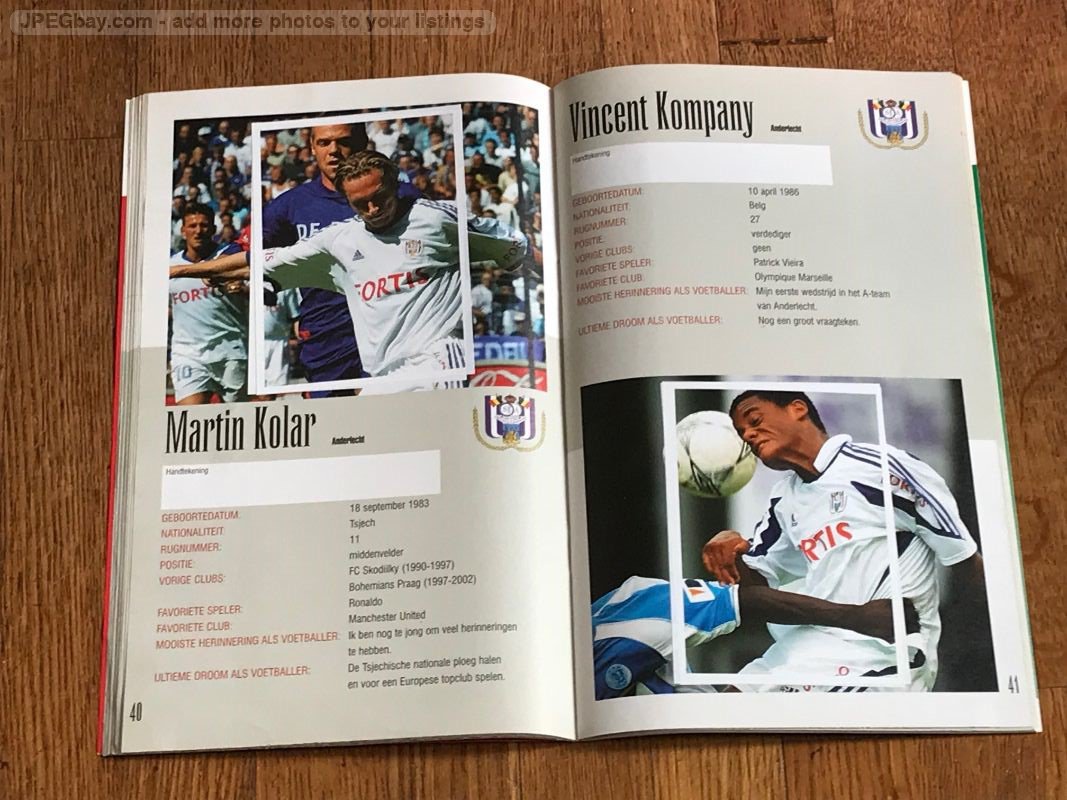 JPEGbay.com - add more photos to your listings
DE
FORTIS
FORTIS
10
Martin Kolar
Anderlecht
Handtekening
GEBOORTEDATUM: 18 september 1983
NATIONALITEIT: Tsjech
RUGNUMMER: 11
POSITIE: middenvelder
VORIGE CLUBS: FC Skodiilky (1990-1997)
Bohemians Praag (1997-2002)
FAVORIETE SPELER: Ronaldo
FAVORIETE CLUB: Manchester United
MOOISTE HERINNERING ALS VOETBALLER: Ik ben nog te jong om veel herinneringen
te hebben.
ULTIEME DROOM ALS VOETBALLER: De Tsjechische nationale ploeg halen
en voor een Europese topclub spelen.
40
Vincent Kompany
Anderlecht
Handtekening
GEBOORTEDATUM: 10 april 1986
NATIONALITEIT: Belg
RUGNUMMER: 27
POSITIE: verdediger
VORIGE CLUBS: geen
FAVORIETE SPELER: Patrick Vieira
FAVORIETE CLUB: Olympique Marseille
MOOISTE HERINNERING ALS VOETBALLER: Mijn eerste wedstrijd in het A-team
van Anderlecht.
ULTIEME DROOM ALS VOETBALLER: Nog een groot vraagteken.
RTIS
41